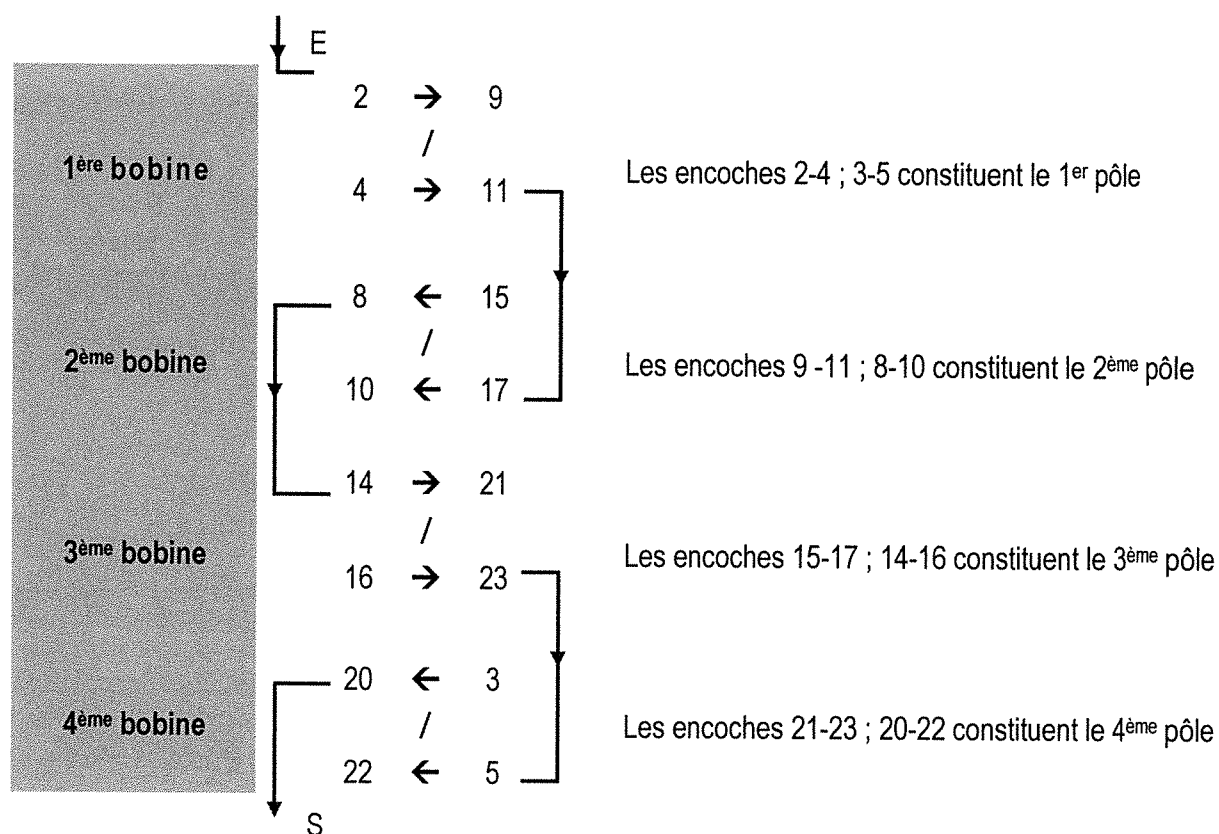 E
2 → 9
/
1ère bobine
Les encoches 2-4 ; 3-5 constituent le 1er pôle
4 → 11
8 ← 15
/
2ème bobine
Les encoches 9 -11 ; 8-10 constituent le 2ème pôle
10 ← 17
14 → 21
/
3ème bobine
Les encoches 15-17 ; 14-16 constituent le 3ème pôle
16 → 23
20 ← 3
/
4ème bobine
Les encoches 21-23 ; 20-22 constituent le 4ème pôle
22 ← 5
S